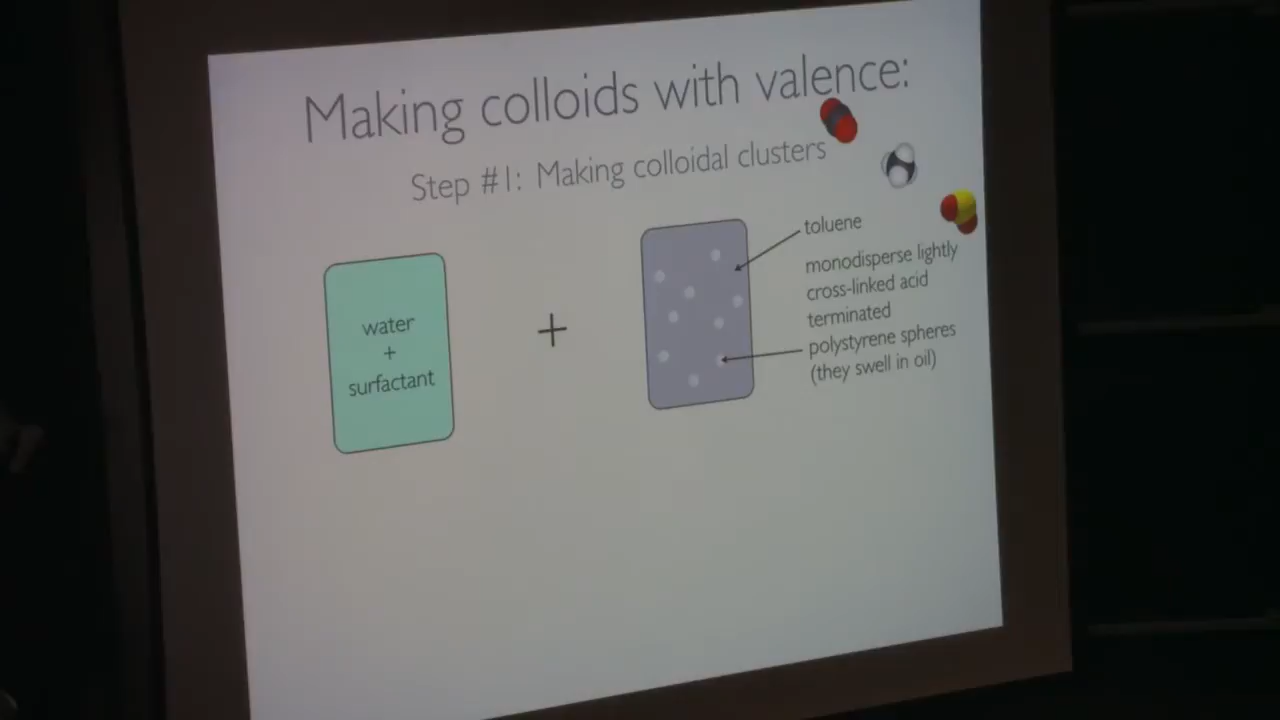 Making colloids with valence:
Step #1: Making colloidal clusters
water
+
surfactant
+
toluene
monodisperse lightly
cross-linked acid
terminated
polystyrene spheres
(they swell in oil)